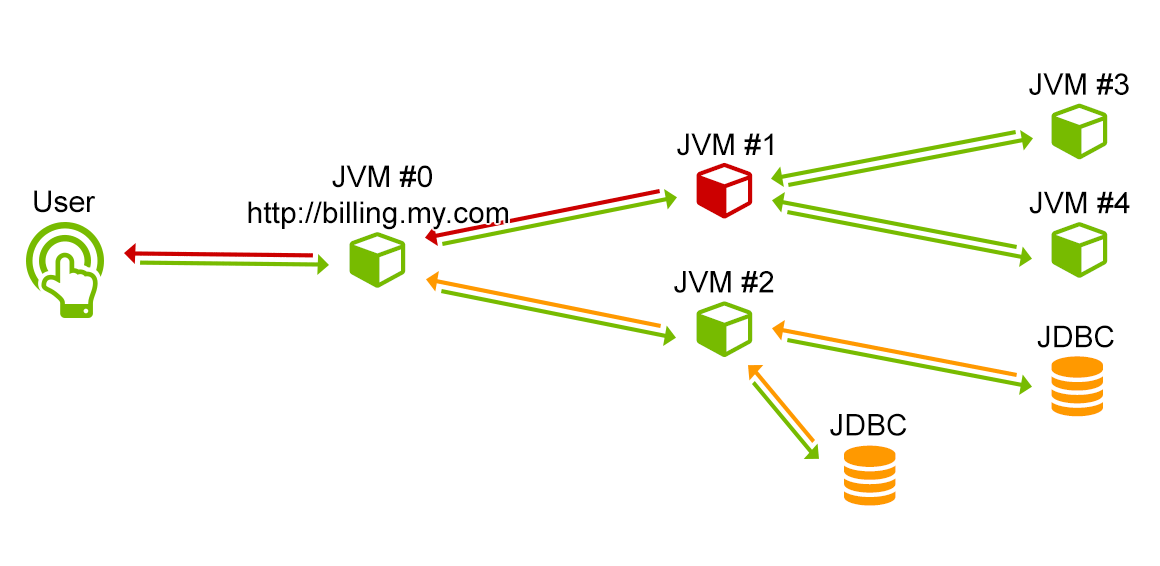 User
JVM #0
http://billing.my.com
JVM #1
JVM #2
JVM #3
JVM #4
JDBC
JDBC